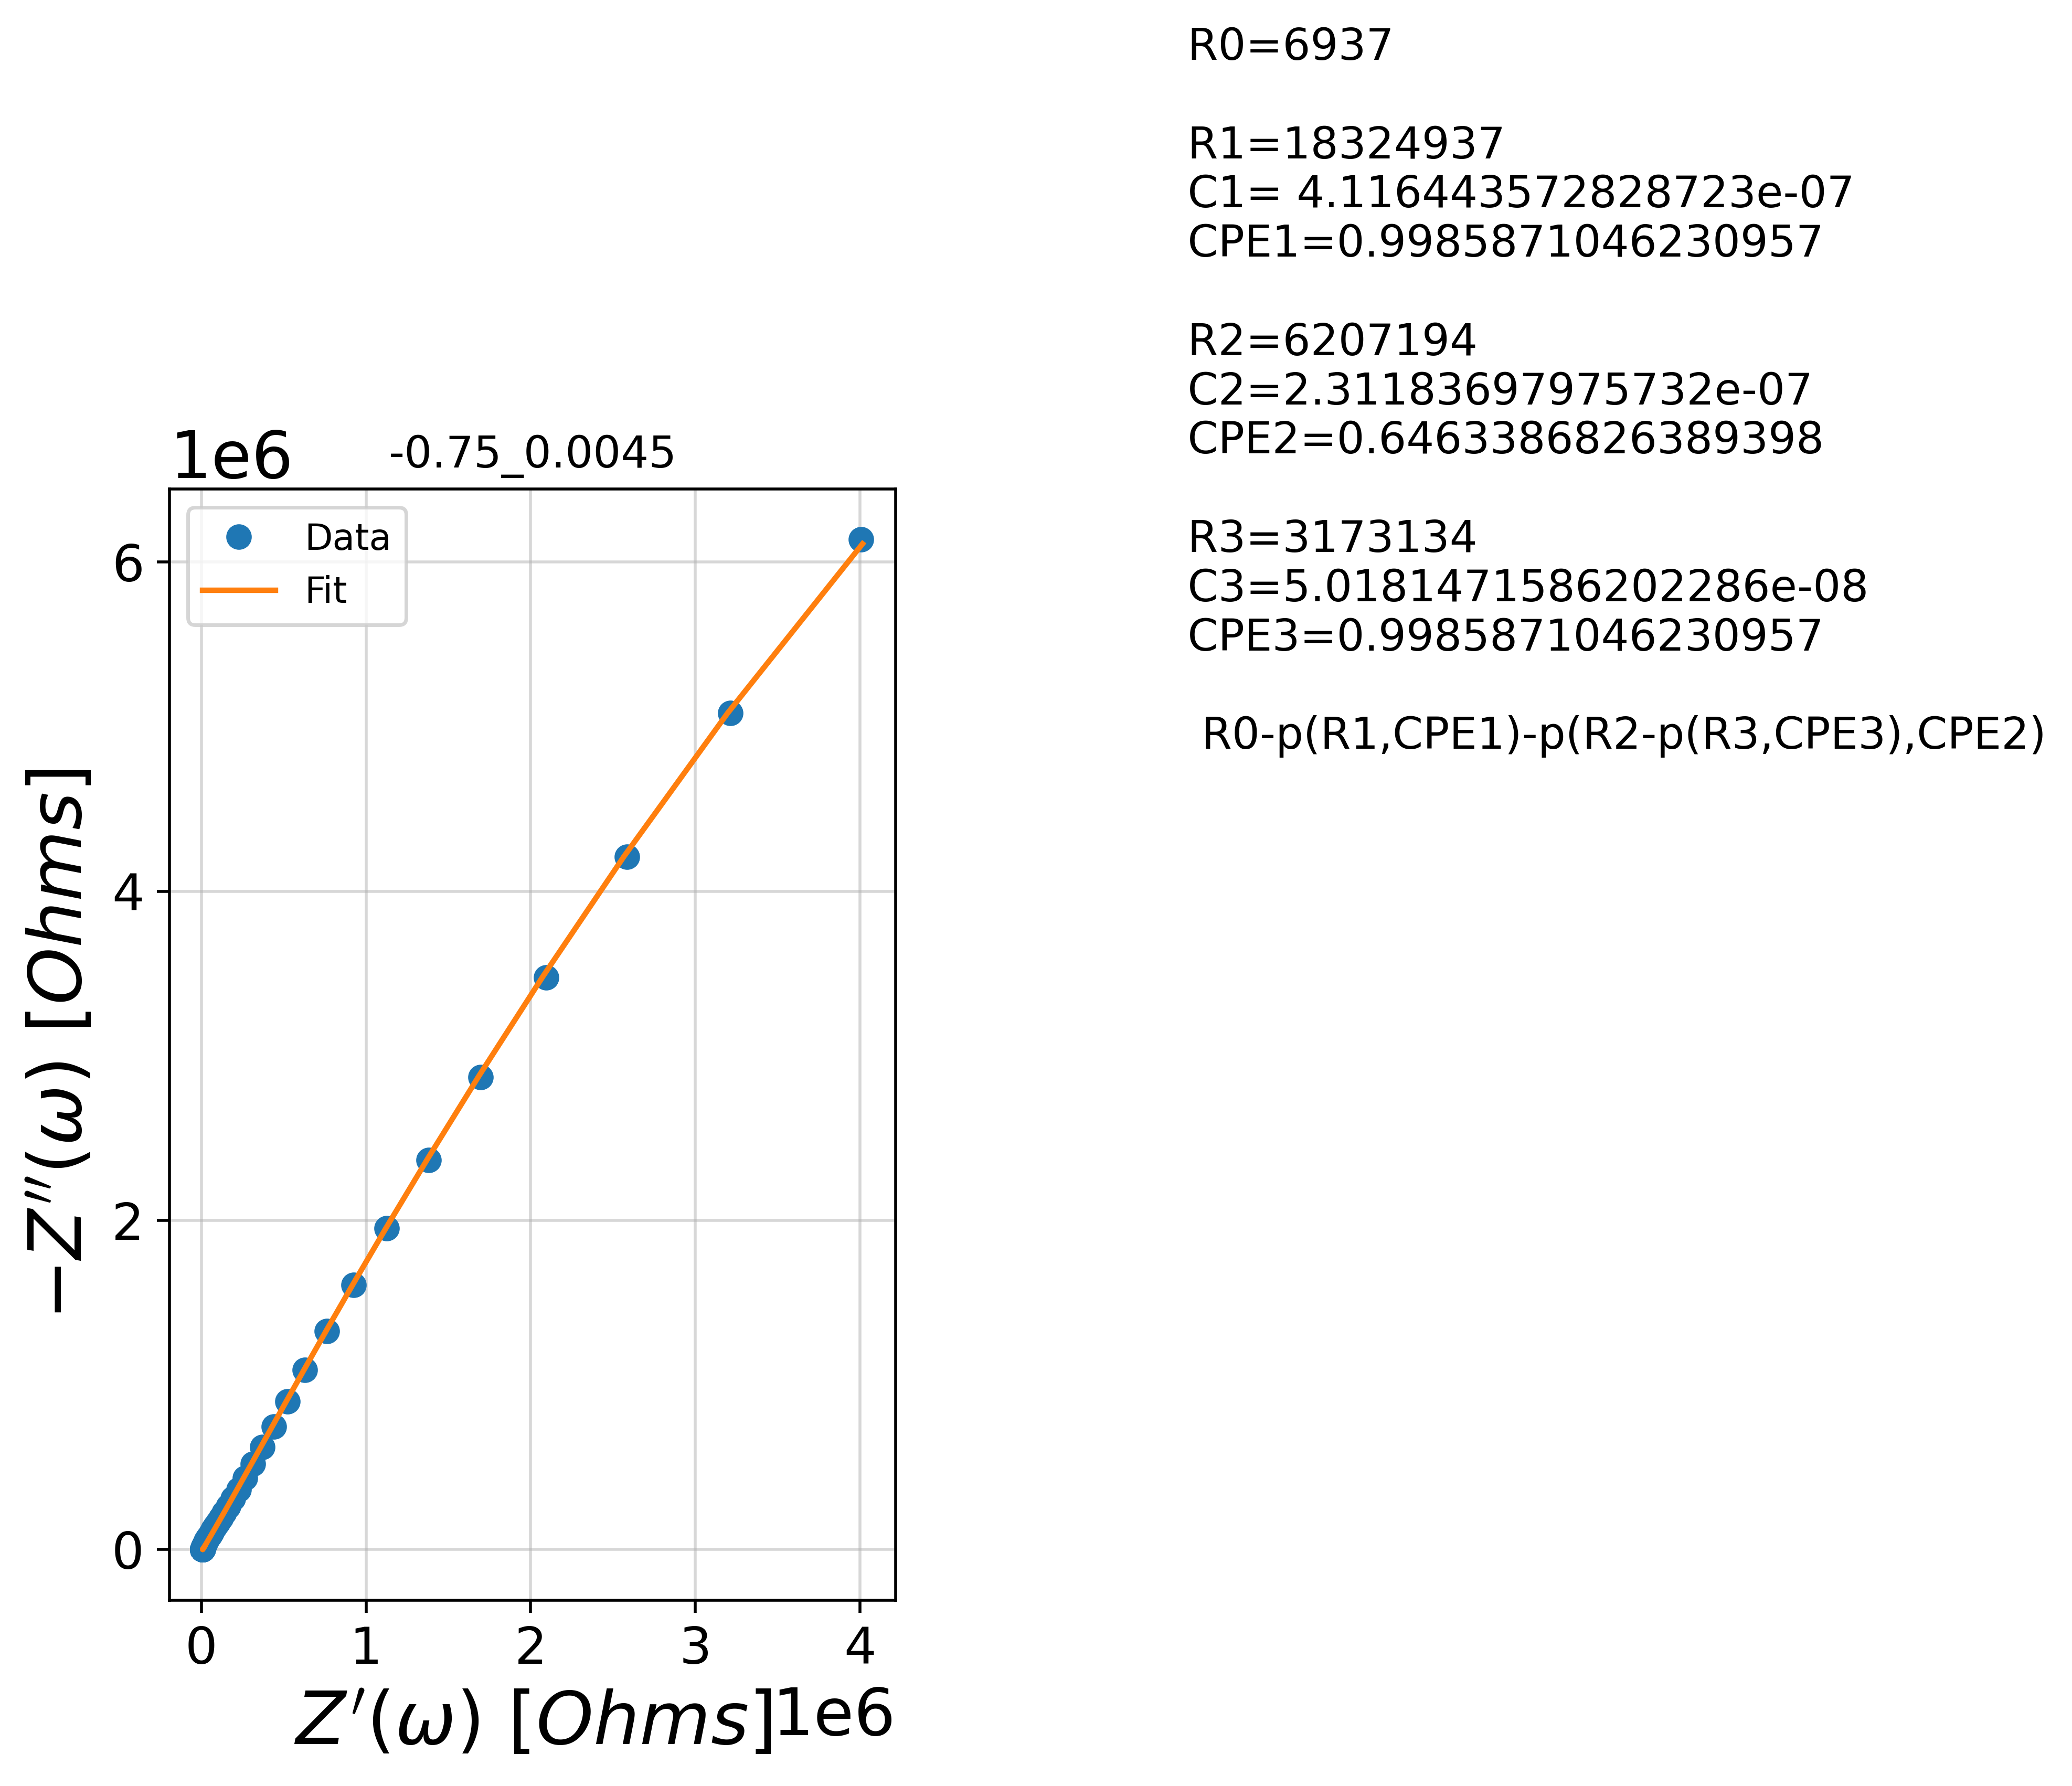 R0=6937
R1=18324937
C1= 4.116443572828723e-07
CPE1=0.9985871046230957
R2=6207194
C2=2.31183697975732e-07
CPE2=0.6463386826389398
R3=3173134
C3=5.0181471586202286e-08
CPE3=0.9985871046230957
R0-p(R1,CPE1)-p(R2-p(R3,CPE3),CPE2)
1e6
-0.75_0.0045
Data
Fit
6
4
2
0
−Z′′(ω) [Ohms]
0 1 2 3 4
Z′(ω) [Ohms]
1e6